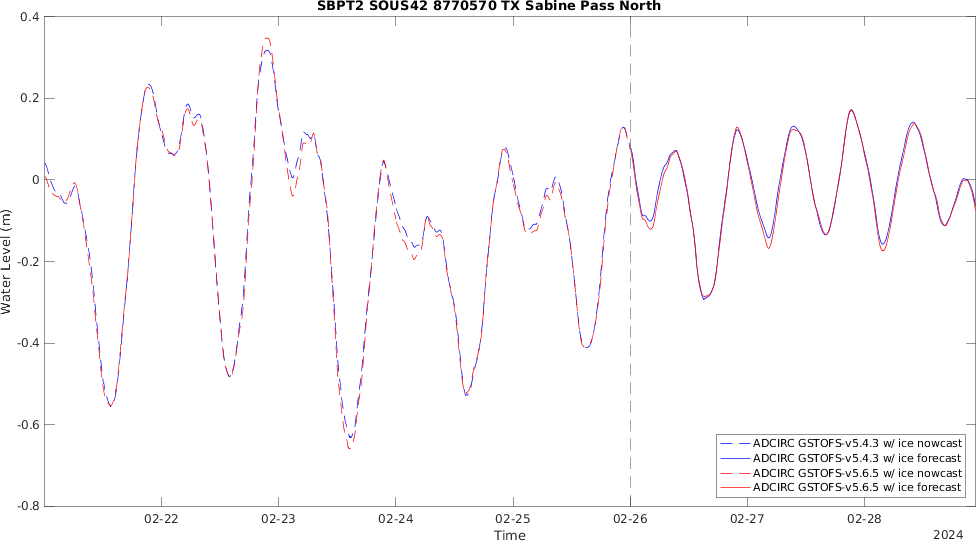 SBPT2 SOUS42 8770570 TX Sabine Pass North
Water Level (m)
0.4
0.2
0
-0.2
-0.4
-0.6
-0.8
ADCIRC GSTOFS-v5.4.3 w/ ice nowcast
ADCIRC GSTOFS-v5.4.3 w/ ice forecast
ADCIRC GSTOFS-v5.6.5 w/ ice nowcast
ADCIRC GSTOFS-v5.6.5 w/ ice forecast
02-22 02-23 02-24 02-25 02-26 02-27 02-28
Time
2024